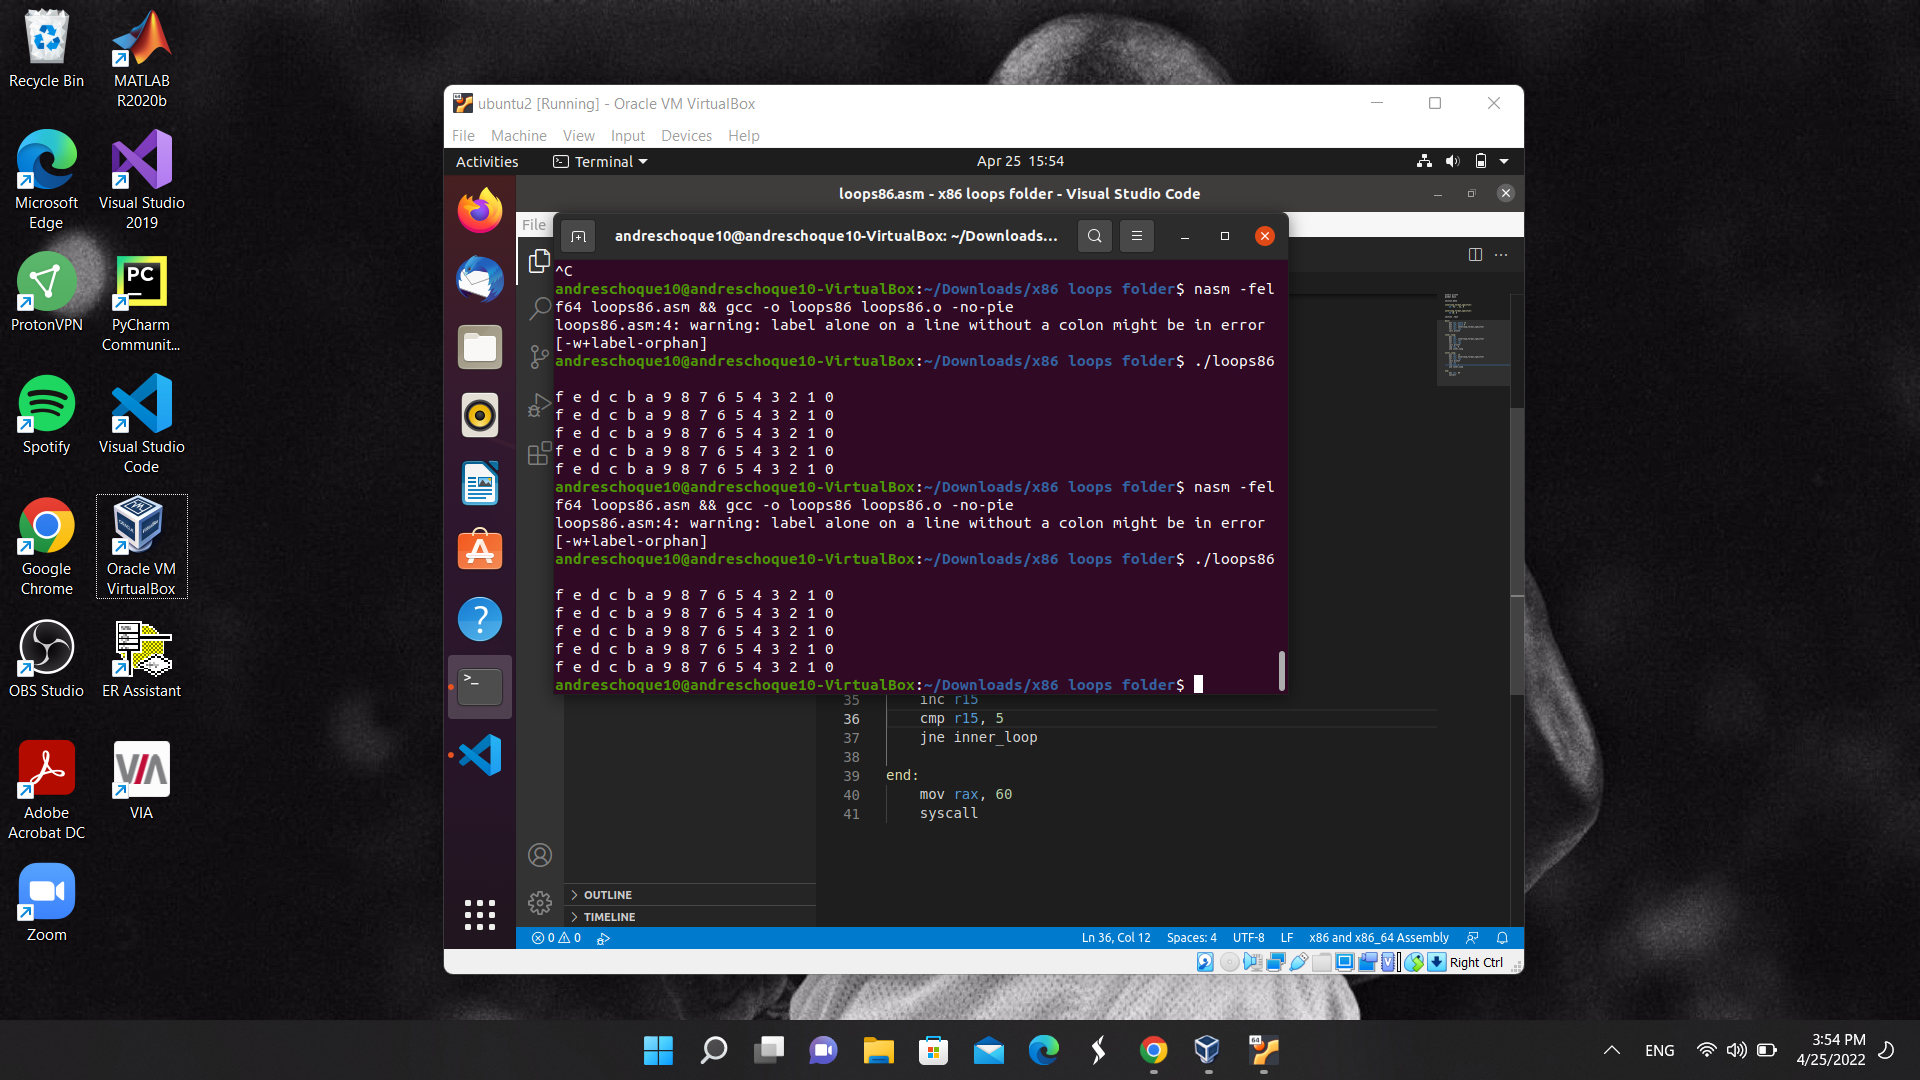 Recycle Bin
MATLAB
R2020b
Microsoft
Edge
Visual Studio
2019
ProtonVPN
PC
PyCharm
Communit...
Spotify
Visual Studio
Code
Google
Chrome
Oracle VM
VirtualBox
OBS Studio
ER Assistant
Adobe
Acrobat DC
VIA
VIA
Zoom
ubuntu2 [Running] - Oracle VM VirtualBox
File Machine View Input Devices Help
Activities Terminal Apr 25 15:54
loops86.asm - x86 loops folder - Visual Studio Code
File
andreschoque10@andreschoque10-VirtualBox: ~/Downloads...
^C
andreschoque10@andreschoque10-VirtualBox:~/Downloads/x86 loops folder$ nasm -fel
f64 loops86.asm && gcc -o loops86 loops86.o -no-pie
loops86.asm:4: warning: label alone on a line without a colon might be in error
[-w+label-orphan]
andreschoque10@andreschoque10-VirtualBox:~/Downloads/x86 loops folder$ ./loops86
f e d c b a 9 8 7 6 5 4 3 2 1 0
f e d c b a 9 8 7 6 5 4 3 2 1 0
f e d c b a 9 8 7 6 5 4 3 2 1 0
f e d c b a 9 8 7 6 5 4 3 2 1 0
f e d c b a 9 8 7 6 5 4 3 2 1 0
andreschoque10@andreschoque10-VirtualBox:~/Downloads/x86 loops folder$ nasm -fel
f64 loops86.asm && gcc -o loops86 loops86.o -no-pie
loops86.asm:4: warning: label alone on a line without a colon might be in error
[-w+label-orphan]
andreschoque10@andreschoque10-VirtualBox:~/Downloads/x86 loops folder$ ./loops86
f e d c b a 9 8 7 6 5 4 3 2 1 0
f e d c b a 9 8 7 6 5 4 3 2 1 0
f e d c b a 9 8 7 6 5 4 3 2 1 0
f e d c b a 9 8 7 6 5 4 3 2 1 0
f e d c b a 9 8 7 6 5 4 3 2 1 0
andreschoque10@andreschoque10-VirtualBox:~/Downloads/x86 loops folder$
35 inc r15
36 cmp r15, 5
37 jne inner_loop
38
39 end:
40 mov rax, 60
41 syscall
OUTLINE
TIMELINE
0 0 Ln 36, Col 12 Spaces: 4 UTF-8 LF x86 and x86_64 Assembly
Right Ctrl
ENG
3:54 PM
4/25/2022